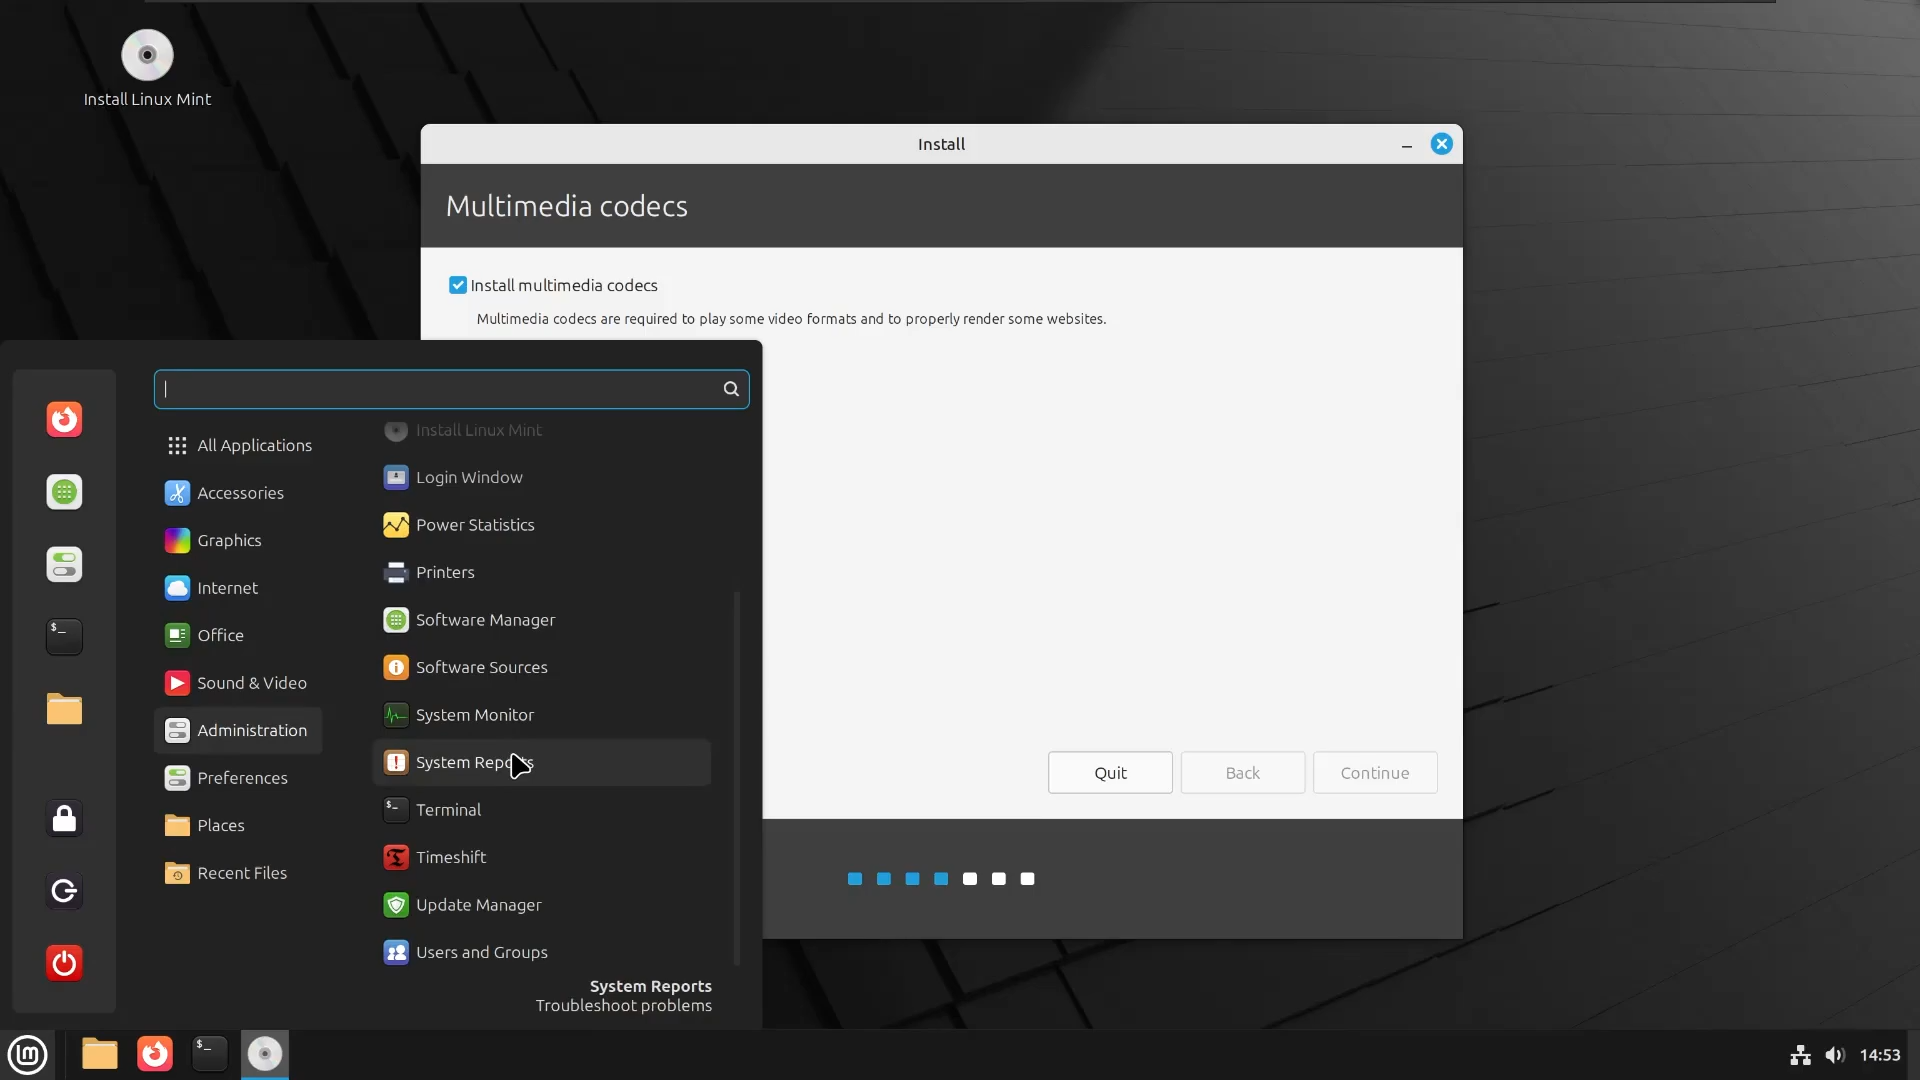 Install Linux Mint
Install
Multimedia codecs
Install multimedia codecs
Multimedia codecs are required to play some video formats and to properly render some websites.
All Applications
Accessories
Graphics
Internet
Office
Sound & Video
Administration
Preferences
Places
Recent Files
Install Linux Mint
Login Window
Power Statistics
Printers
Software Manager
Software Sources
System Monitor
System Reports
Terminal
Timeshift
Update Manager
Users and Groups
System Reports
Troubleshoot problems
Quit
Back
Continue
14:53